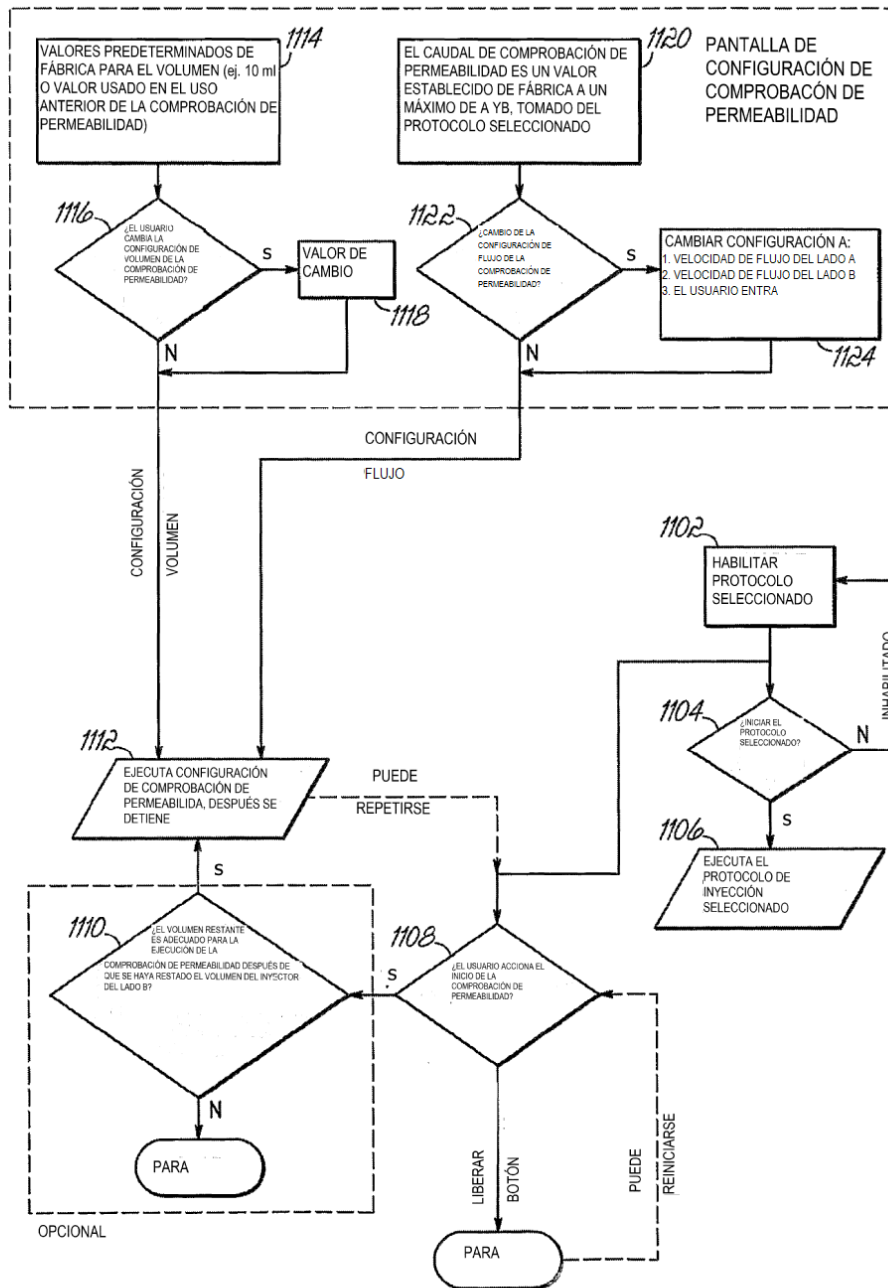 VALORES PREDETERMINADOS DE
FÁBRICA PARA EL VOLUMEN (ej. 10 ml
O VALOR USADO EN EL USO
ANTERIOR DE LA COMPROBACIÓN DE
PERMEABILIDAD)
1114
EL CAUDAL DE COMPROBACIÓN DE
PERMEABILIDAD ES UN VALOR
ESTABLECIDO DE FÁBRICA A UN
MÁXIMO DE A YB, TOMADO DEL
PROTOCOLO SELECCIONADO
1120
PANTALLA DE
CONFIGURACIÓN DE
COMPROBACÓN DE
PERMEABILIDAD
1116
¿EL USUARIO
CAMBIA LA
CONFIGURACIÓN DE
VOLUMEN DE LA
COMPROBACIÓN DE
PERMEABILIDAD?
s
VALOR DE
CAMBIO
1118
N
1122
¿CAMBIO DE LA
CONFIGURACIÓN DE
FLUJO DE LA
COMPROBACIÓN DE
PERMEABILIDAD?
s
CAMBIAR CONFIGURACIÓN A:
1. VELOCIDAD DE FLUJO DEL LADO A
2. VELOCIDAD DE FLUJO DEL LADO B
3. EL USUARIO ENTRA
1124
N
CONFIGURACIÓN
FLUJO
CONFIGURACIÓN
VOLUMEN
1102
HABILITAR
PROTOCOLO
SELECCIONADO
INHABILITADO
1104
¿INICIAR EL
PROTOCOLO
SELECCIONADO?
N
s
1106
EJECUTA EL
PROTOCOLO DE
INYECCIÓN
SELECCIONADO
1112
EJECUTA CONFIGURACIÓN
DE COMPROBACIÓN DE
PERMEABILIDA, DESPUÉS SE
DETIENE
PUEDE
REPETIRSE
s
1110
¿EL VOLUMEN RESTANTE
ES ADECUADO PARA LA
EJECUCIÓN DE LA
COMPROBACIÓN DE PERMEABILIDAD DESPUÉS DE
QUE SE HAYA RESTADO EL VOLUMEN DEL INYECTOR
DEL LADO B?
s
1108
¿EL USUARIO ACCIONA EL
INICIO DE LA
COMPROBACIÓN DE
PERMEABILIDAD?
N
PARA
OPCIONAL
LIBERAR
BOTÓN
PUEDE
REINICIARSE
PARA